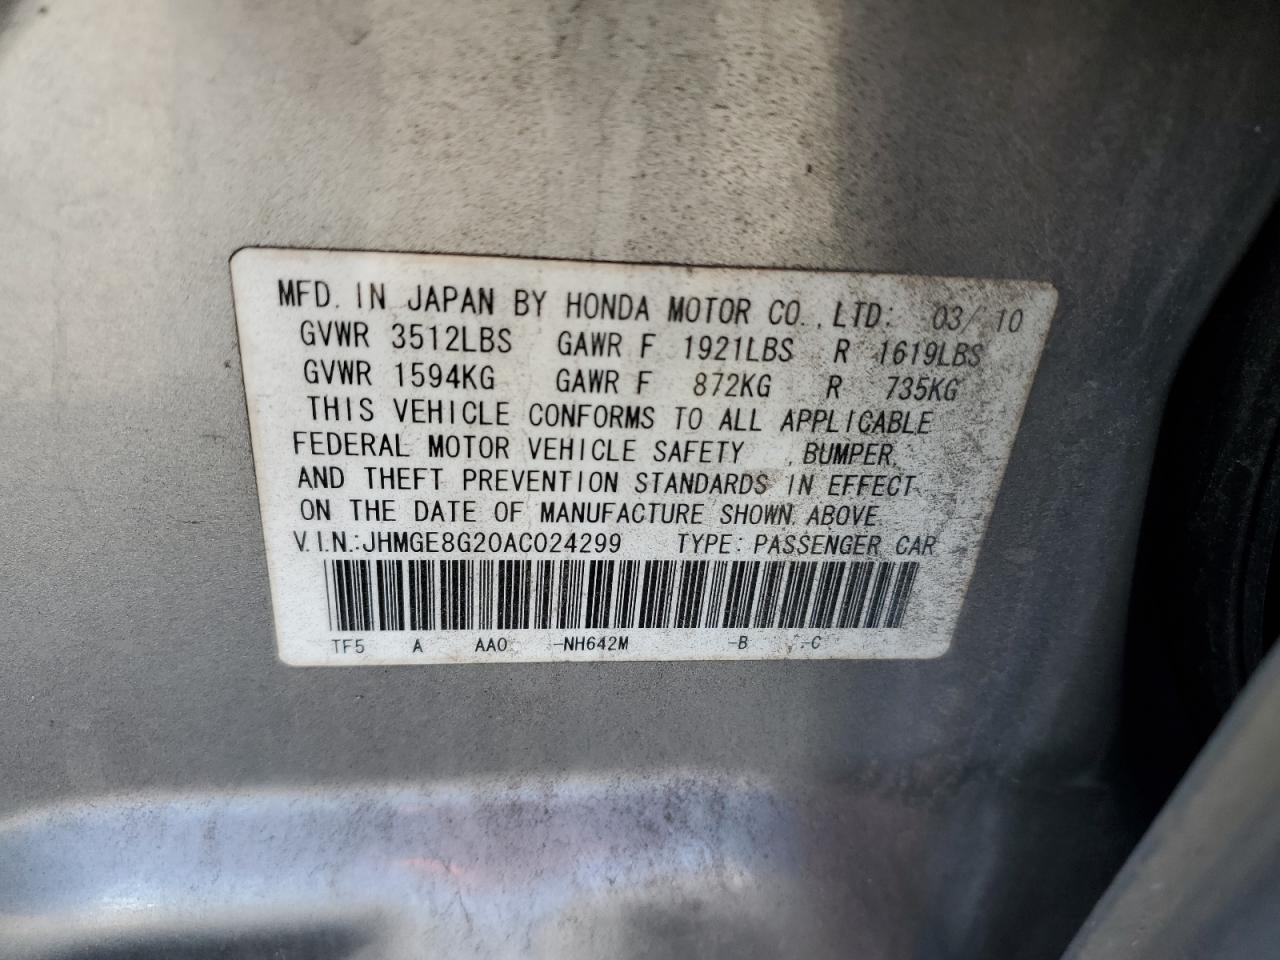 MFD. IN JAPAN BY HONDA MOTOR CO., LTD: 03/ 10
GVWR 3512LBS GAWR F 1921LBS R 1619LBS
GVWR 1594KG GAWR F 872KG R 735KG
THIS VEHICLE CONFORMS TO ALL APPLICABLE
FEDERAL MOTOR VEHICLE SAFETY , BUMPER,
AND THEFT PREVENTION STANDARDS IN EFFECT
ON THE DATE OF MANUFACTURE SHOWN ABOVE.
V.I.N.:JHMGE8G20AC024299 TYPE: PASSENGER CAR
TF5 A AAO -NH642M -B -C